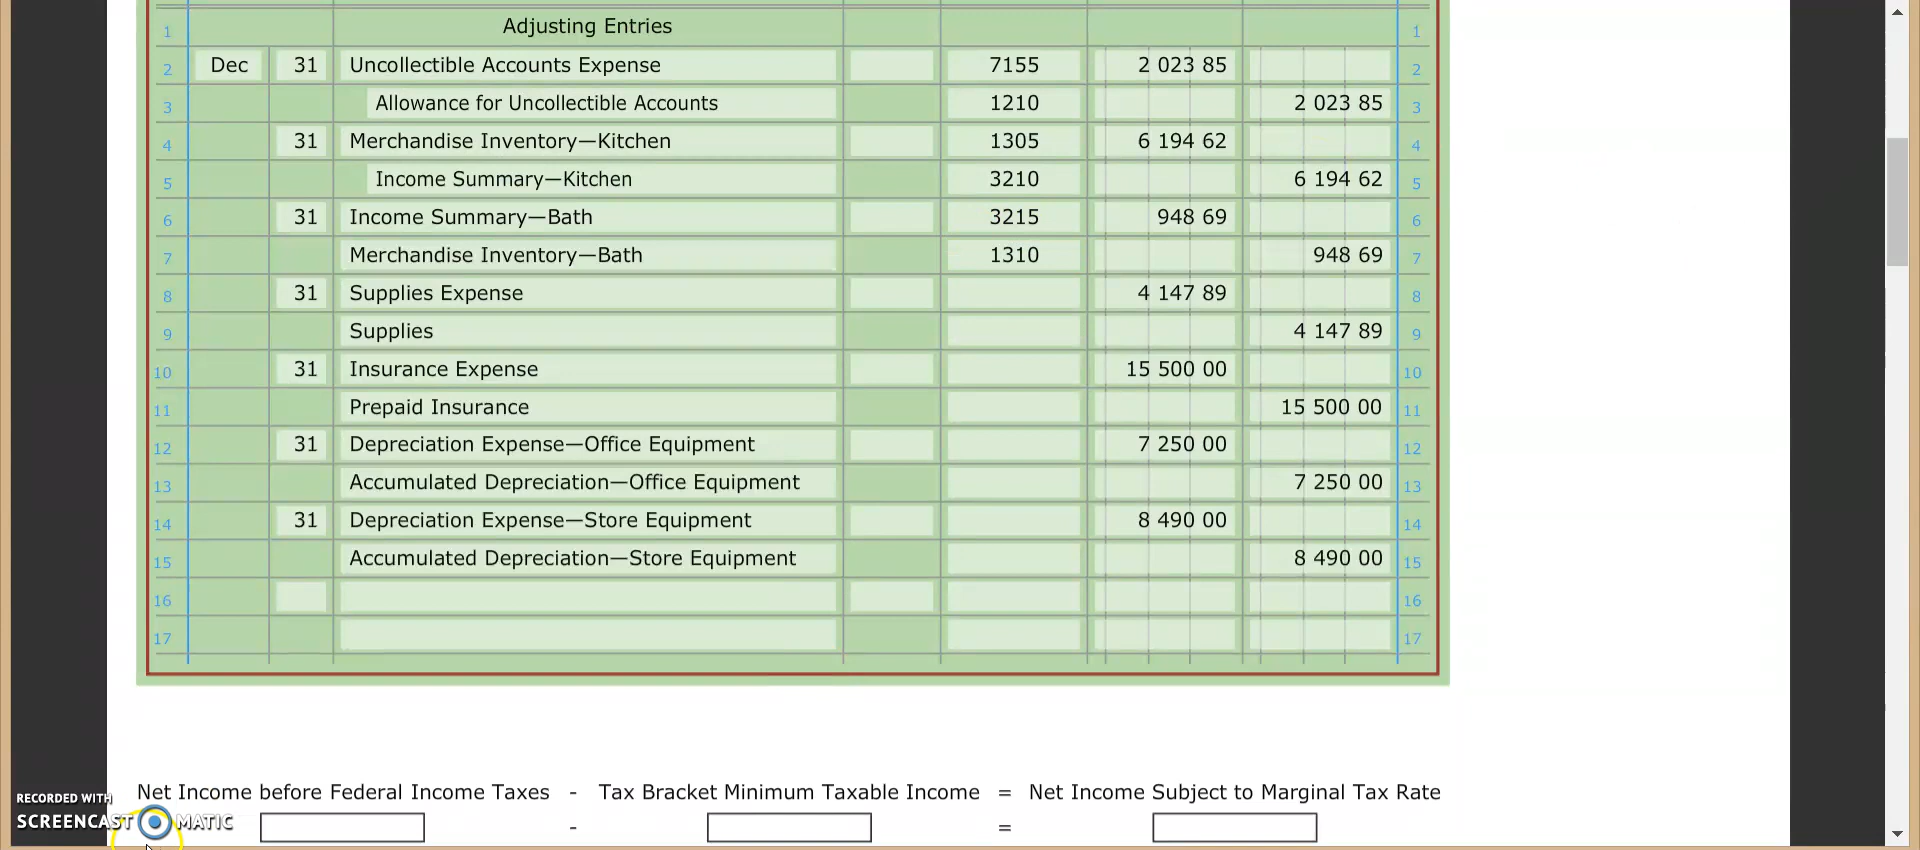 1 Adjusting Entries 1
2 Dec 31 Uncollectible Accounts Expense 7155 2 023 85 2
3 Allowance for Uncollectible Accounts 1210 2 023 85 3
4 31 Merchandise Inventory—Kitchen 1305 6 194 62 4
5 Income Summary—Kitchen 3210 6 194 62 5
6 31 Income Summary—Bath 3215 948 69 6
7 Merchandise Inventory—Bath 1310 948 69 7
8 31 Supplies Expense 4 147 89 8
9 Supplies 4 147 89 9
10 31 Insurance Expense 15 500 00 10
11 Prepaid Insurance 15 500 00 11
12 31 Depreciation Expense—Office Equipment 7 250 00 12
13 Accumulated Depreciation—Office Equipment 7 250 00 13
14 31 Depreciation Expense—Store Equipment 8 490 00 14
15 Accumulated Depreciation—Store Equipment 8 490 00 15
16 16
17 17
Net Income before Federal Income Taxes - Tax Bracket Minimum Taxable Income = Net Income Subject to Marginal Tax Rate
- =
RECORDED WITH
SCREENCAST MATIC